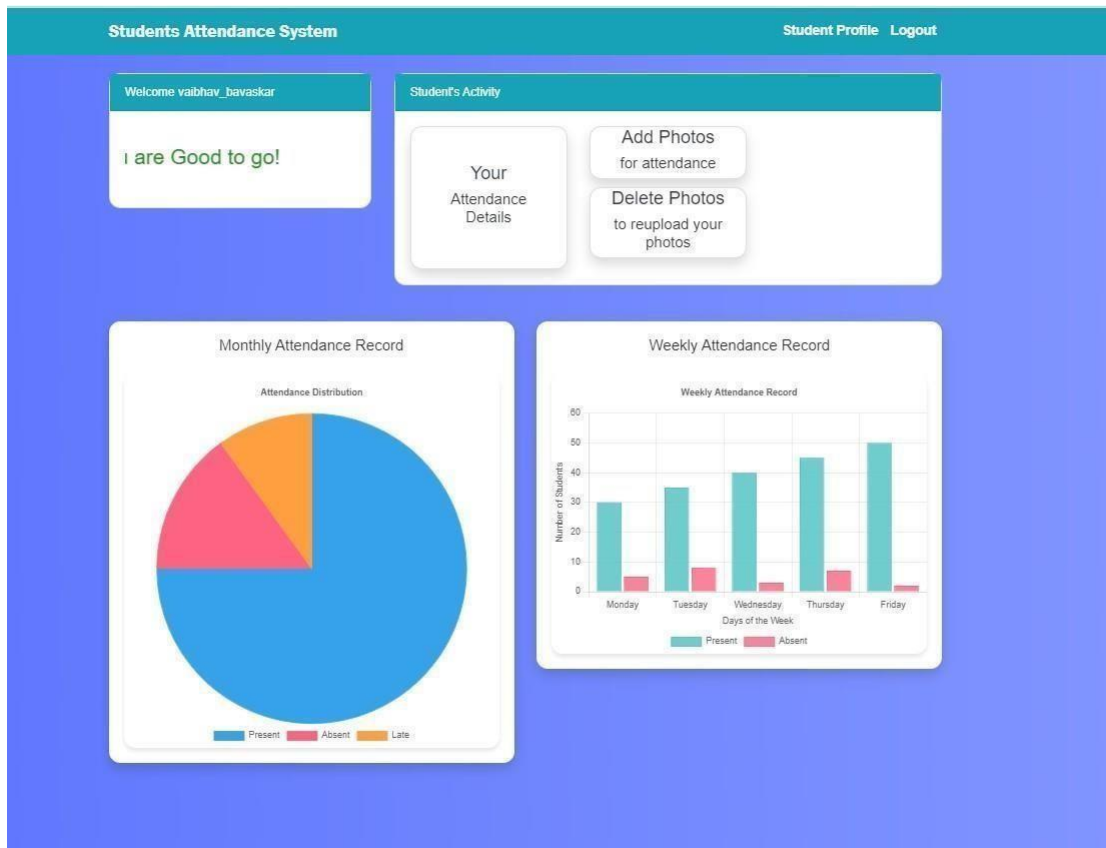 Students Attendance System
Student Profile Logout
Welcome vaibhav_bavaskar
are Good to go!
Student's Activity
Your
Attendance
Details
Add Photos
for attendance
Delete Photos
to reupload your
photos
Monthly Attendance Record
Attendance Distribution
Present Absent Late
Weekly Attendance Record
Weekly Attendance Record
Number of Students
60
50
40
30
20
10
0
Monday Tuesday Wednesday Thursday Friday
Days of the Week
Present Absent